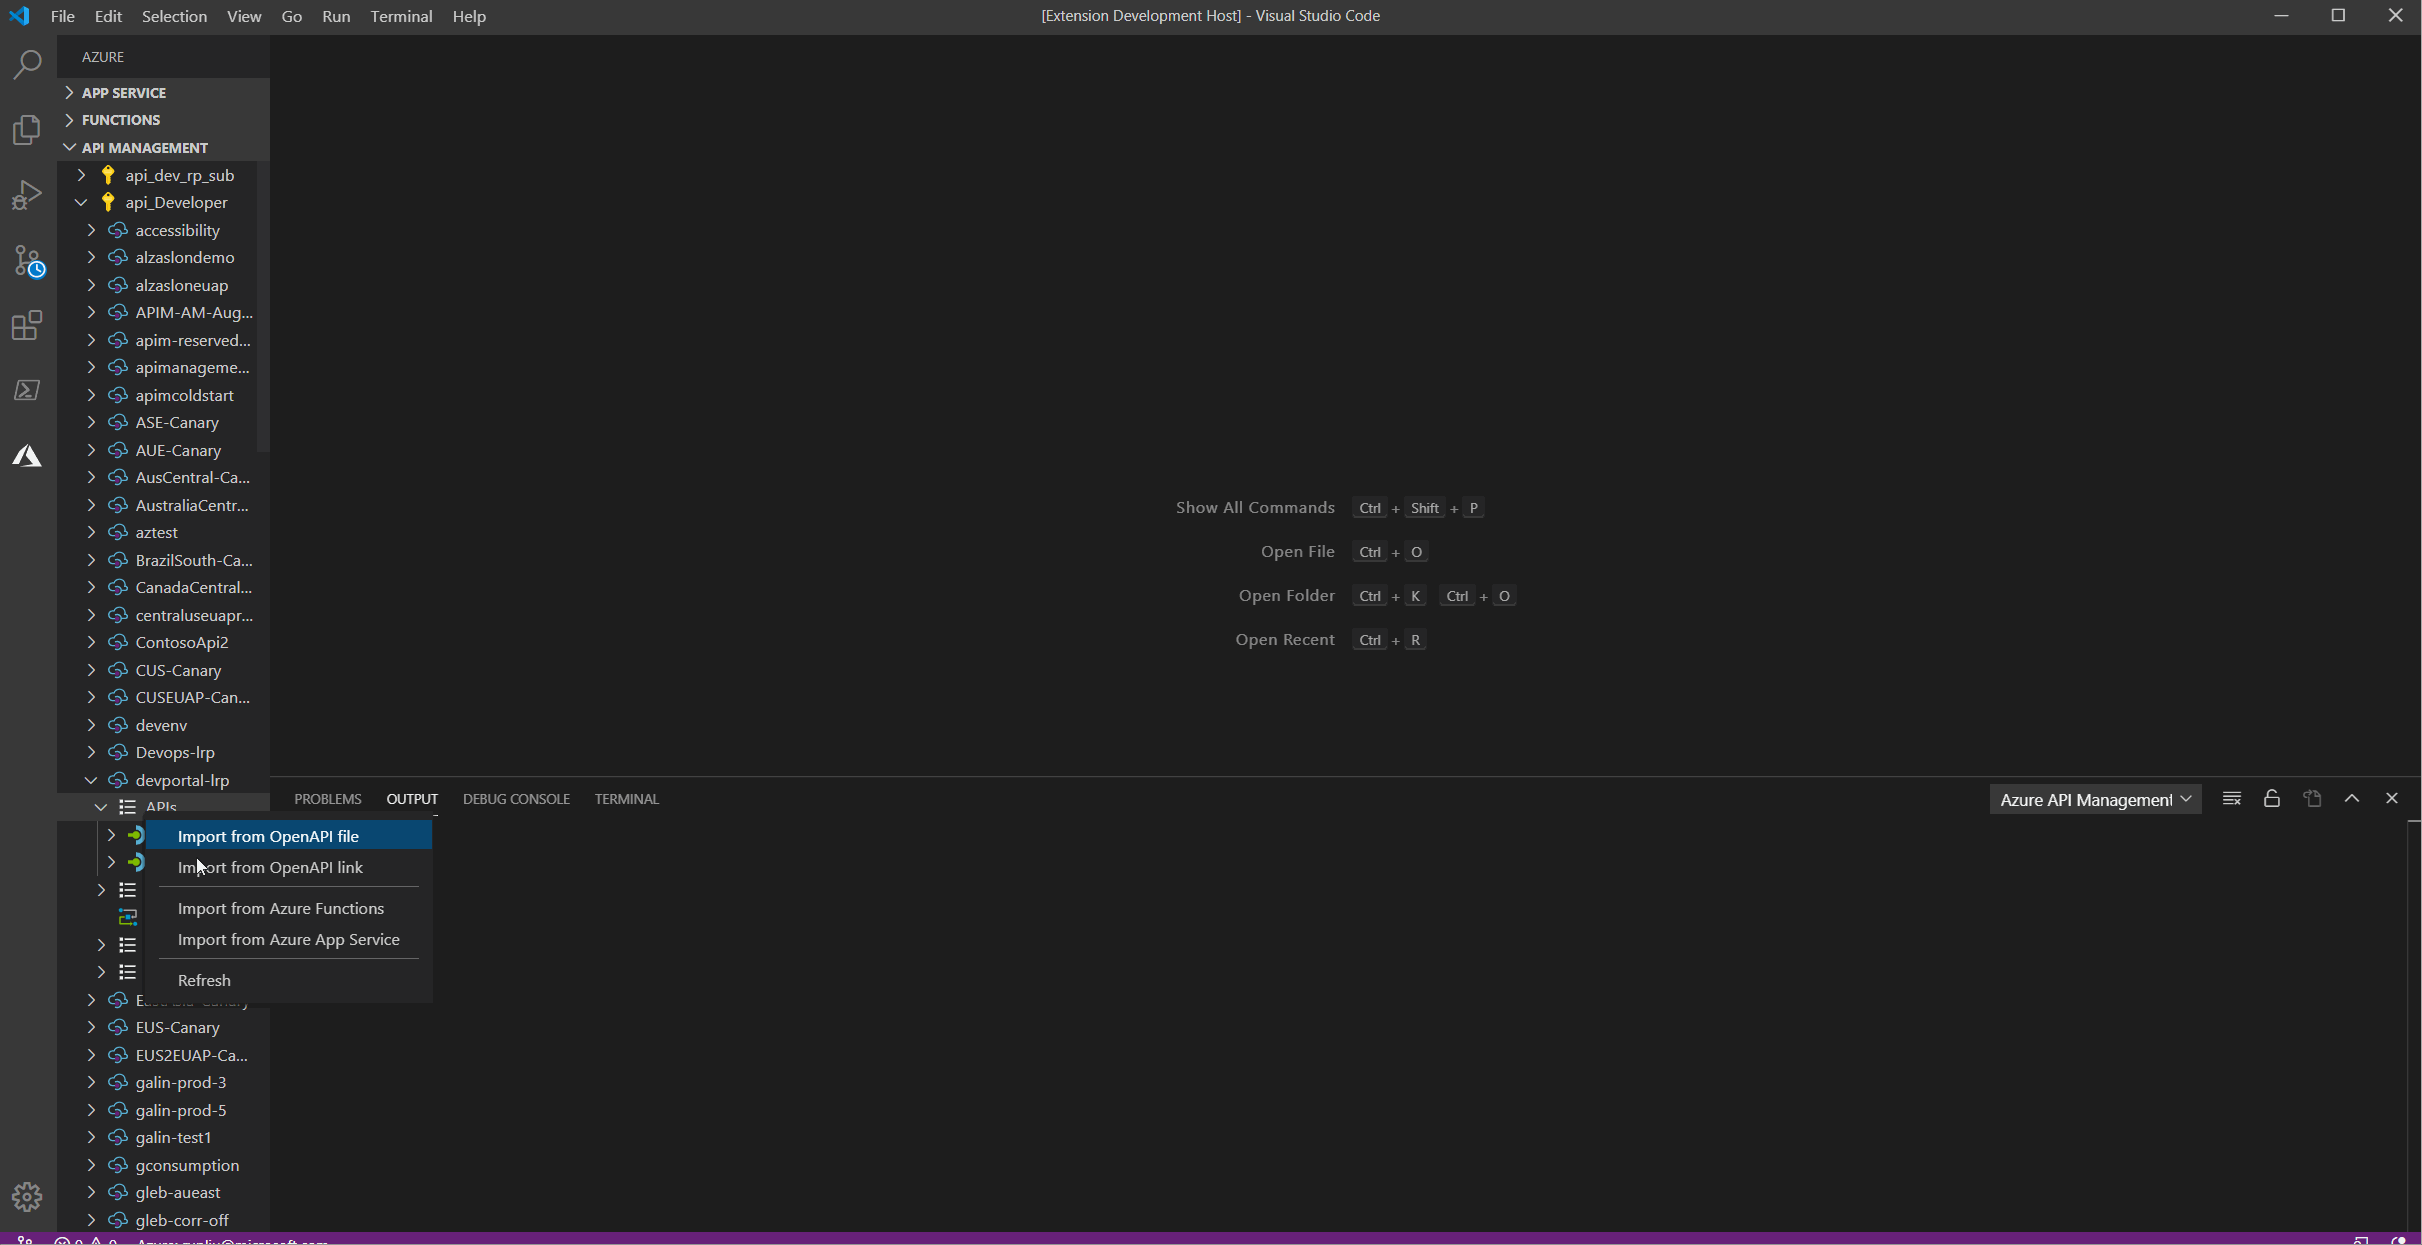 File Edit Selection View Go Run Terminal Help
[Extension Development Host] - Visual Studio Code
AZURE
APP SERVICE
FUNCTIONS
API MANAGEMENT
api_dev_rp_sub
api_Developer
accessibility
alzaslondemo
alzasloneuap
APIM-AM-Aug...
apim-reserved...
apimanageme...
apimcoldstart
ASE-Canary
AUE-Canary
AusCentral-Ca...
AustraliaCentr...
aztest
BrazilSouth-Ca...
CanadaCentral...
centraluseuapr...
ContosoApi2
CUS-Canary
CUSEUAP-Can...
devenv
Devops-lrp
devportal-lrp
APIs
Import from OpenAPI file
Import from OpenAPI link
Import from Azure Functions
Import from Azure App Service
Refresh
EUS-Canary
EUS2EUAP-Ca...
galin-prod-3
galin-prod-5
galin-test1
gconsumption
gleb-aueast
gleb-corr-off
Show All Commands Ctrl + Shift + P
Open File Ctrl + O
Open Folder Ctrl + K Ctrl + O
Open Recent Ctrl + R
PROBLEMS OUTPUT DEBUG CONSOLE TERMINAL
Azure API Management